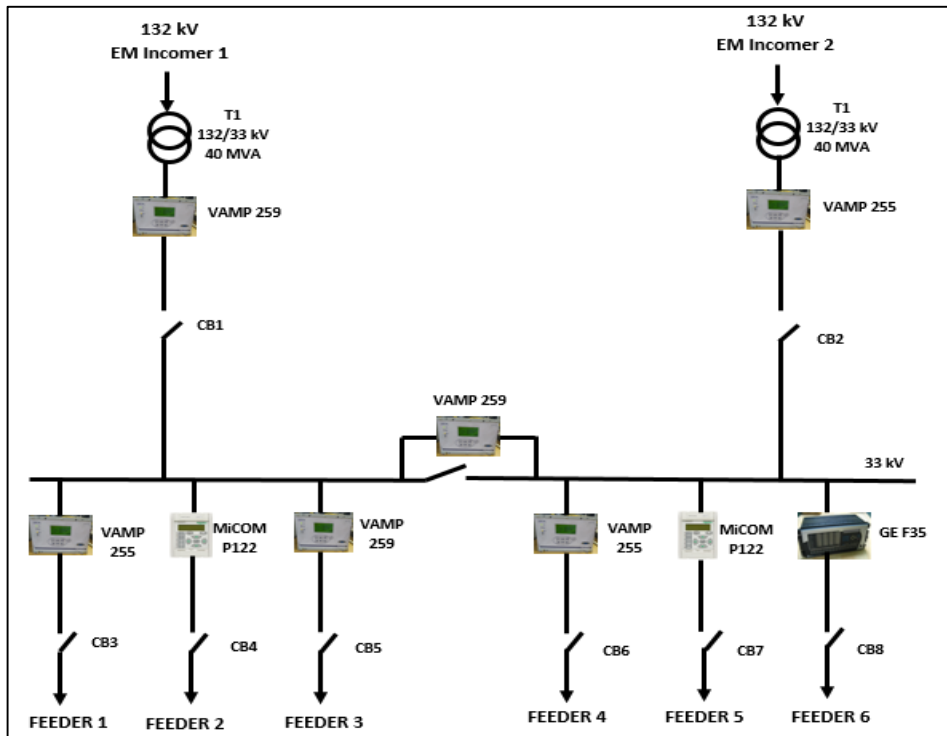 132 kV
EM Incomer 1
132 kV
EM Incomer 2
T1
132/33 kV
40 MVA
T1
132/33 kV
40 MVA
VAMP 259
VAMP 255
CB1
CB2
VAMP 259
33 kV
VAMP
255
MiCOM
P122
VAMP
259
VAMP
255
MiCOM
P122
GE F35
CB3
CB4
CB5
CB6
CB7
CB8
FEEDER 1
FEEDER 2
FEEDER 3
FEEDER 4
FEEDER 5
FEEDER 6